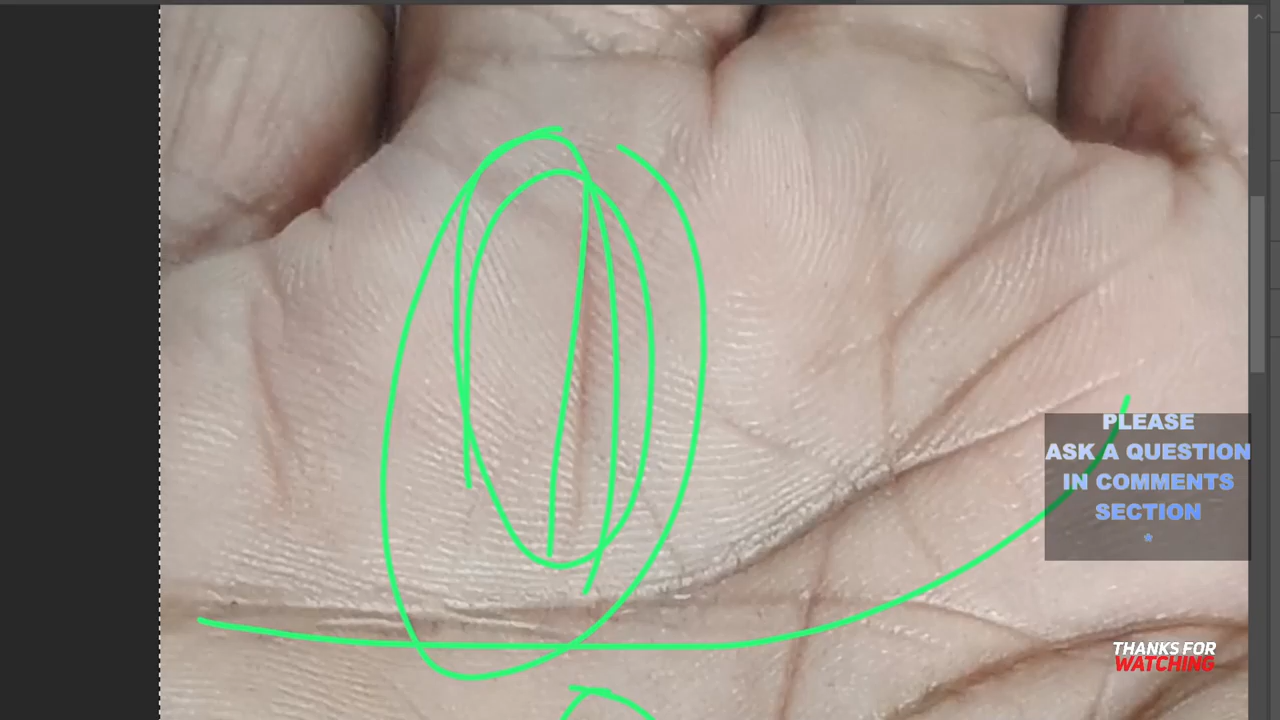 PLEASE
ASK A QUESTION
IN COMMENTS
SECTION
*
THANKS FOR
WATCHING